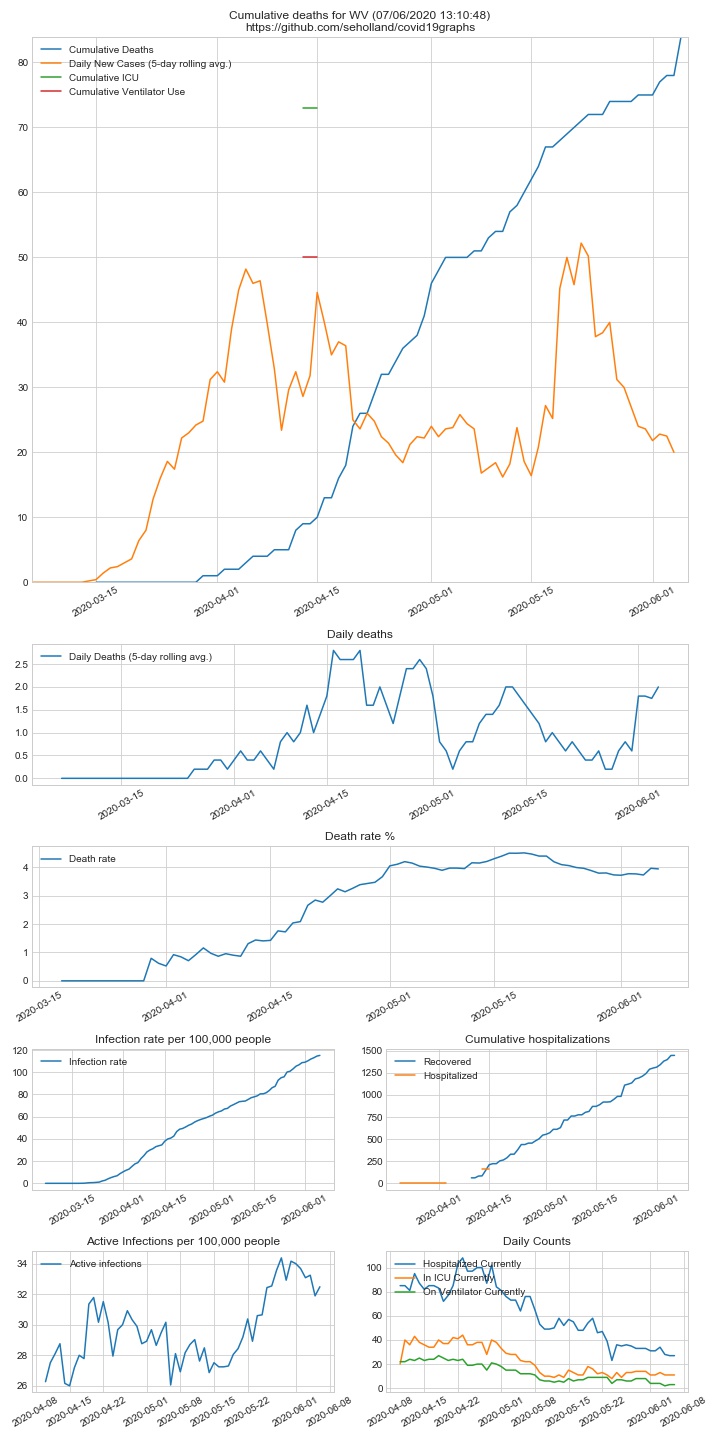 Cumulative deaths for WV (07/06/2020 13:10:48)
https://github.com/seholland/covid19graphs
Cumulative Deaths
Daily New Cases (5-day rolling avg.)
Cumulative ICU
Cumulative Ventilator Use
80
70
60
50
40
30
20
10
0
2020-03-15 2020-04-01 2020-04-15 2020-05-01 2020-05-15 2020-06-01
Daily deaths
Daily Deaths (5-day rolling avg.)
2.5
2.0
1.5
1.0
0.5
0.0
2020-03-15 2020-04-01 2020-04-15 2020-05-01 2020-05-15 2020-06-01
Death rate %
Death rate
4
3
2
1
0
2020-03-15 2020-04-01 2020-04-15 2020-05-01 2020-05-15 2020-06-01
Infection rate per 100,000 people
Infection rate
120
100
80
60
40
20
0
2020-03-15 2020-04-01 2020-04-15 2020-05-01 2020-05-15 2020-06-01
Cumulative hospitalizations
Recovered
Hospitalized
1500
1250
1000
750
500
250
0
2020-04-01 2020-04-15 2020-05-01 2020-05-15 2020-06-01
Active Infections per 100,000 people
Active infections
34
32
30
28
26
2020-04-08 2020-04-15 2020-04-22 2020-05-01 2020-05-08 2020-05-15 2020-05-22 2020-06-01 2020-06-08
Daily Counts
Hospitalized Currently
In ICU Currently
On Ventilator Currently
100
80
60
40
20
0
2020-04-08 2020-04-15 2020-04-22 2020-05-01 2020-05-08 2020-05-15 2020-05-22 2020-06-01 2020-06-08